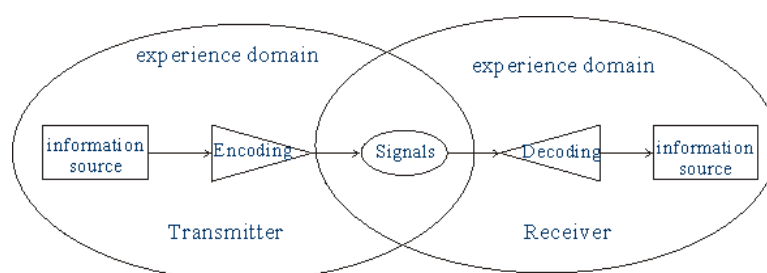 experience domain
experience domain
information
source
Encoding
Signals
Decoding
information
source
Transmitter
Receiver